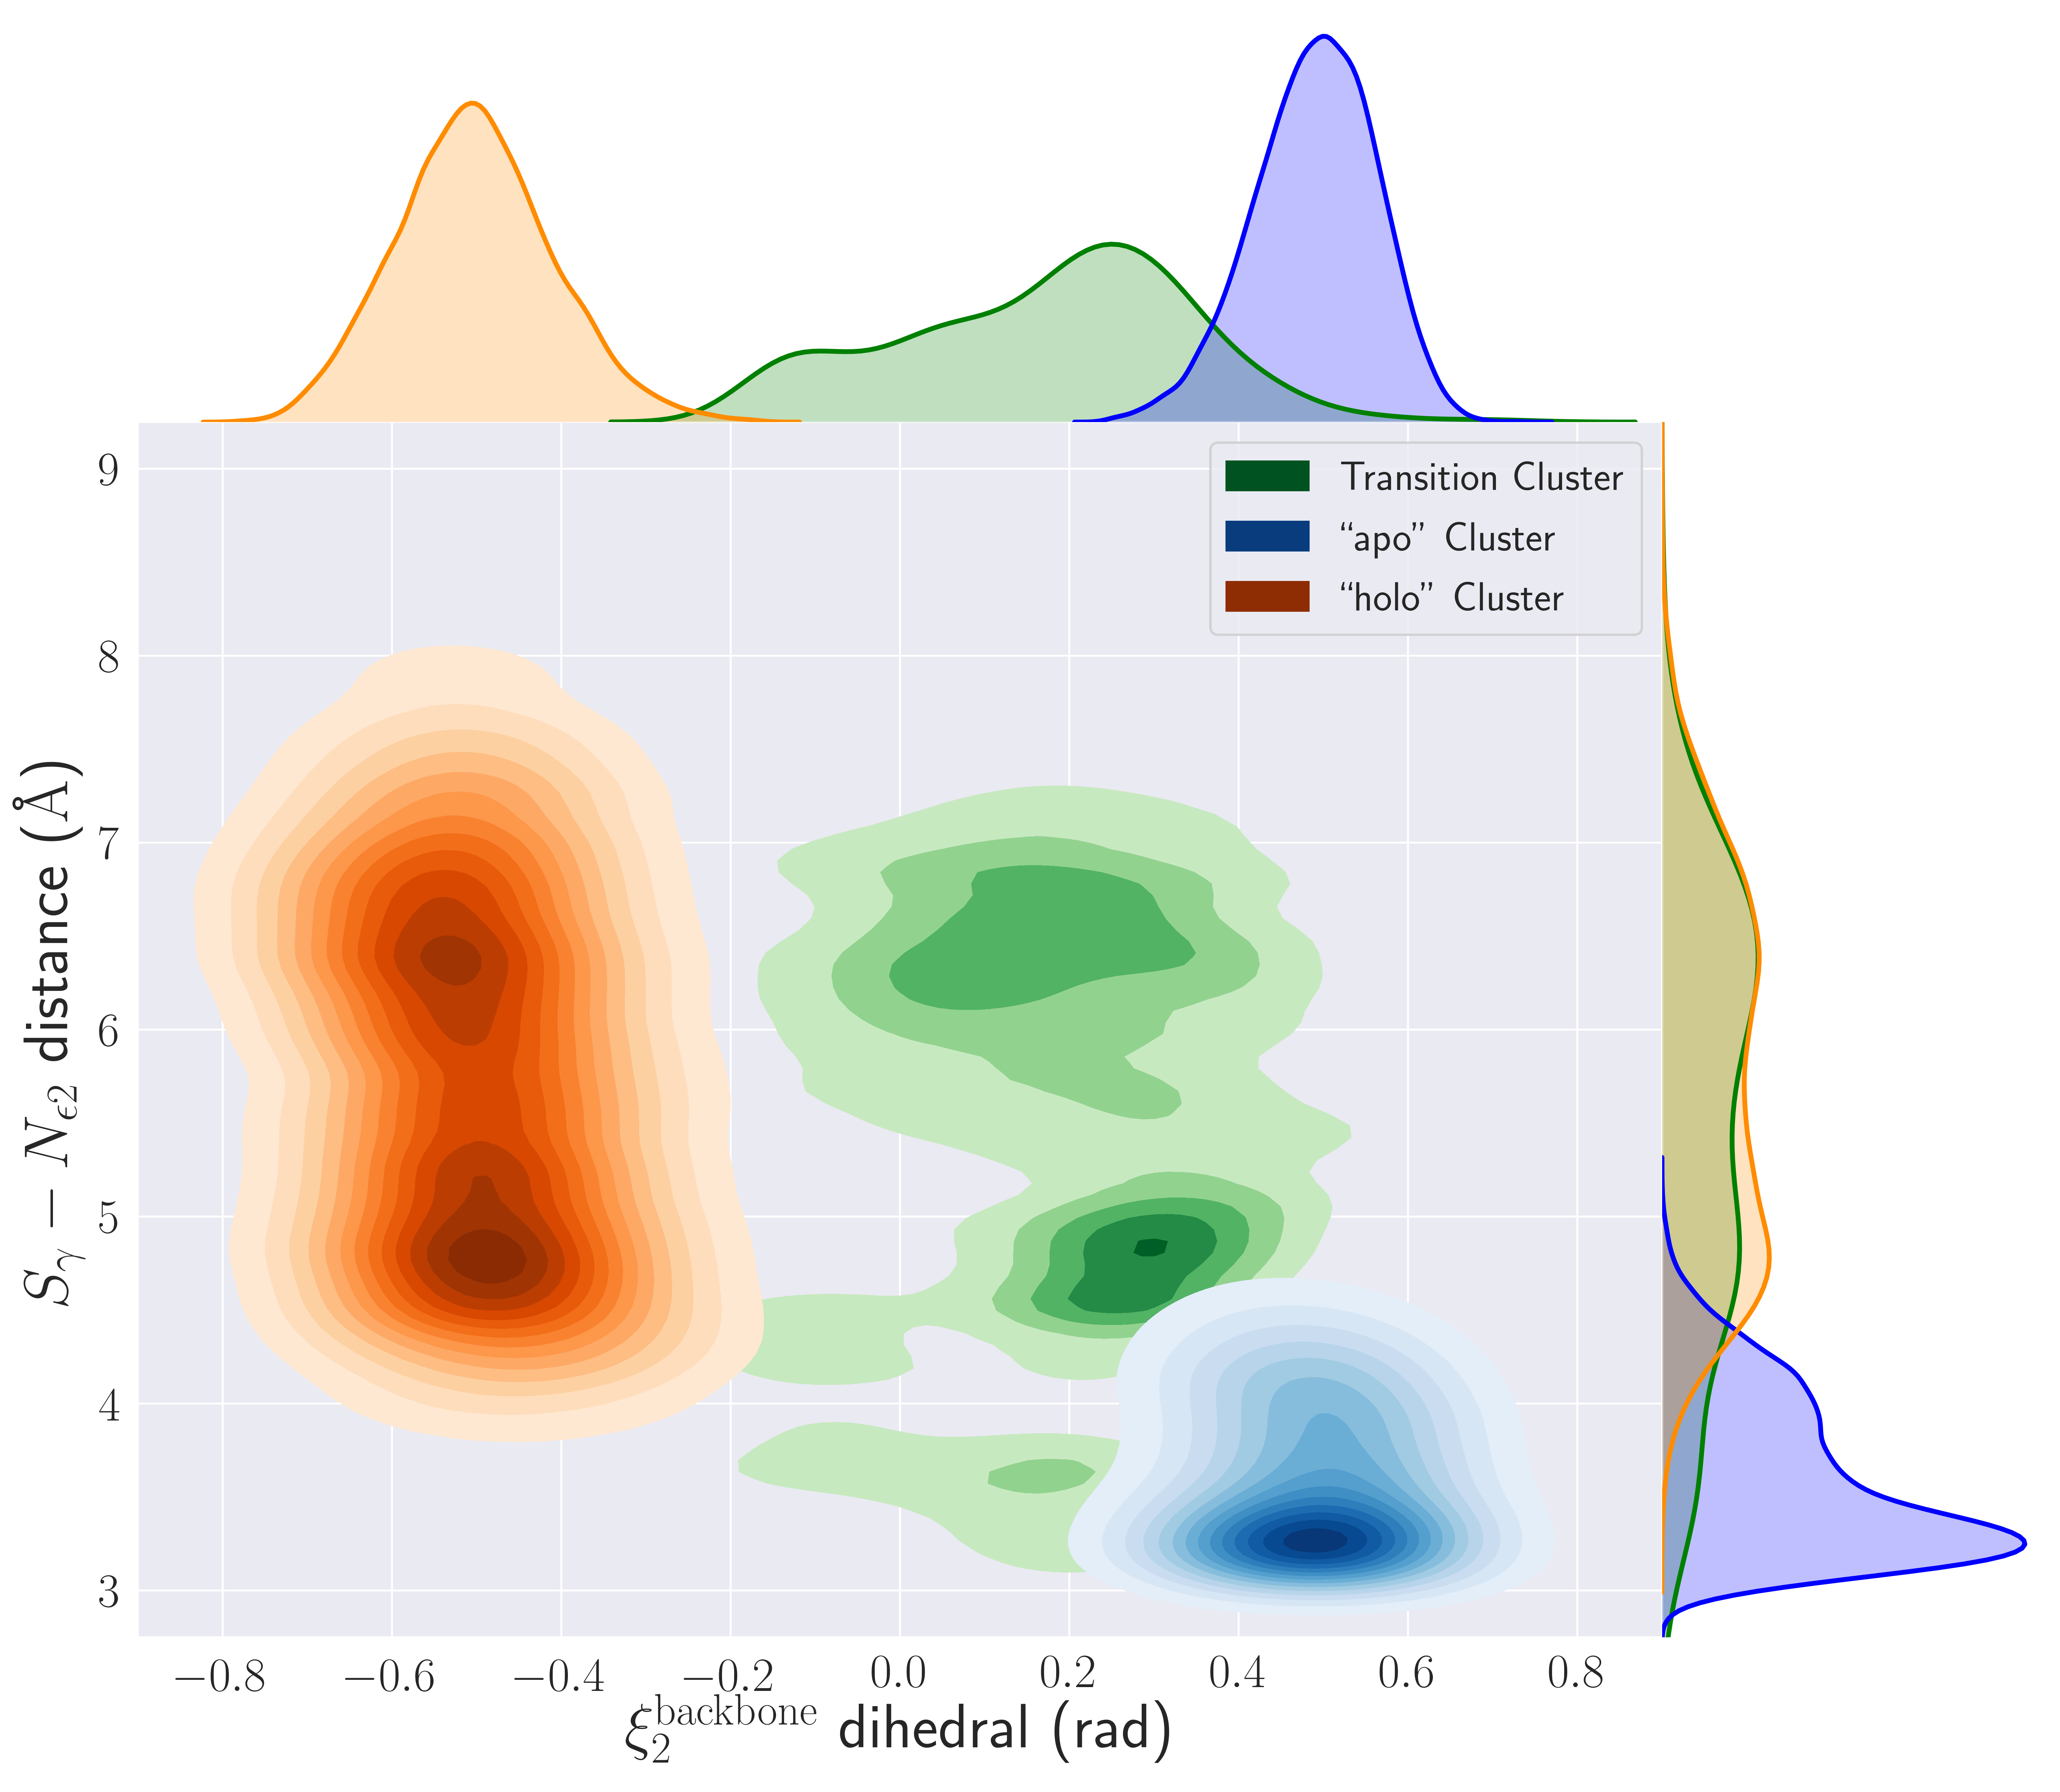 Transition Cluster
“apo” Cluster
“holo” Cluster
9
8
7
6
5
4
3
S_γ − N_ϵ2 distance (Å)
−0.8 −0.6 −0.4 −0.2 0.0 0.2 0.4 0.6 0.8
ξ_2^backbone dihedral (rad)